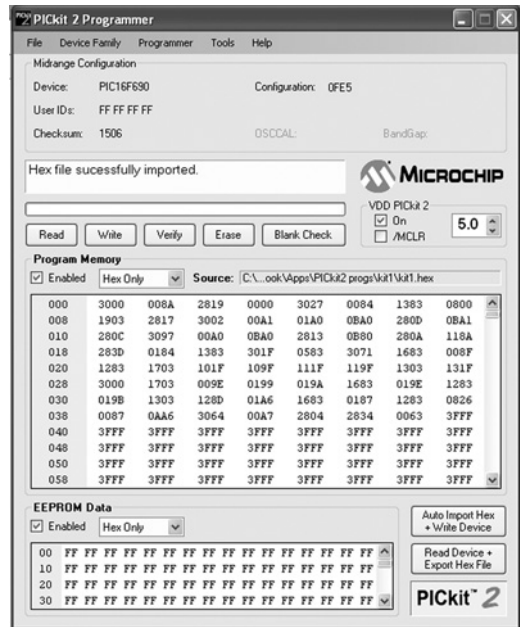 PICkit 2 Programmer
File Device Family Programmer Tools Help
Midrange Configuration
Device: PIC16F690 Configuration: 0FE5
User IDs: FF FF FF FF
Checksum: 1506 OSCCAL: BandGap:
Hex file sucessfully imported.
MICROCHIP
VDD PICkit 2
On
/MCLR
5.0
Read Write Verify Erase Blank Check
Program Memory
Enabled Hex Only Source: C:\...ook\Apps\PICkit2 progs\kit1\kit1.hex
000 3000 008A 2819 0000 3027 0084 1383 0800
008 1903 2817 3002 00A1 01A0 0BA0 280D 0BA1
010 280C 3097 00A0 0BA0 2813 0B80 280A 118A
018 283D 0184 1383 301F 0583 3071 1683 008F
020 1283 1703 101F 109F 111F 119F 1303 131F
028 3000 1703 009E 0199 019A 1683 019E 1283
030 019B 1303 128D 01A6 1683 0187 1283 0826
038 0087 0AA6 3064 00A7 2804 2834 0063 3FFF
040 3FFF 3FFF 3FFF 3FFF 3FFF 3FFF 3FFF 3FFF
048 3FFF 3FFF 3FFF 3FFF 3FFF 3FFF 3FFF 3FFF
050 3FFF 3FFF 3FFF 3FFF 3FFF 3FFF 3FFF 3FFF
058 3FFF 3FFF 3FFF 3FFF 3FFF 3FFF 3FFF 3FFF
EEPROM Data
Enabled Hex Only
00 FF FF FF FF FF FF FF FF FF FF FF FF FF FF FF FF
10 FF FF FF FF FF FF FF FF FF FF FF FF FF FF FF FF
20 FF FF FF FF FF FF FF FF FF FF FF FF FF FF FF FF
30 FF FF FF FF FF FF FF FF FF FF FF FF FF FF FF FF
Auto Import Hex
+ Write Device
Read Device +
Export Hex File
PICkit™ 2